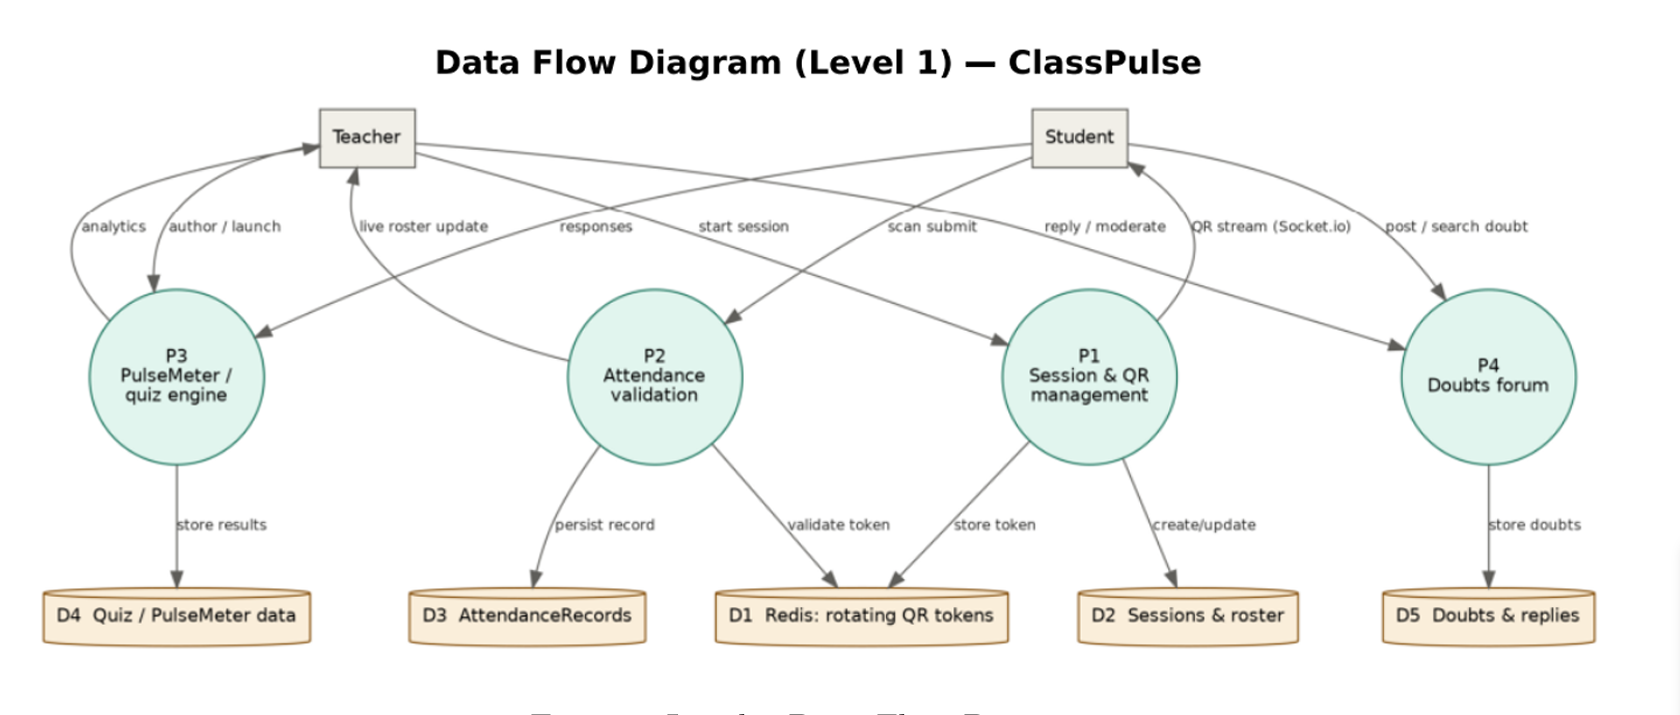 Data Flow Diagram (Level 1) — ClassPulse
Teacher
Student
analytics
author / launch
live roster update
responses
start session
scan submit
reply / moderate
QR stream (Socket.io)
post / search doubt
P3
PulseMeter /
quiz engine
P2
Attendance
validation
P1
Session & QR
management
P4
Doubts forum
store results
persist record
validate token
store token
create/update
store doubts
D4 Quiz / PulseMeter data
D3 AttendanceRecords
D1 Redis: rotating QR tokens
D2 Sessions & roster
D5 Doubts & replies